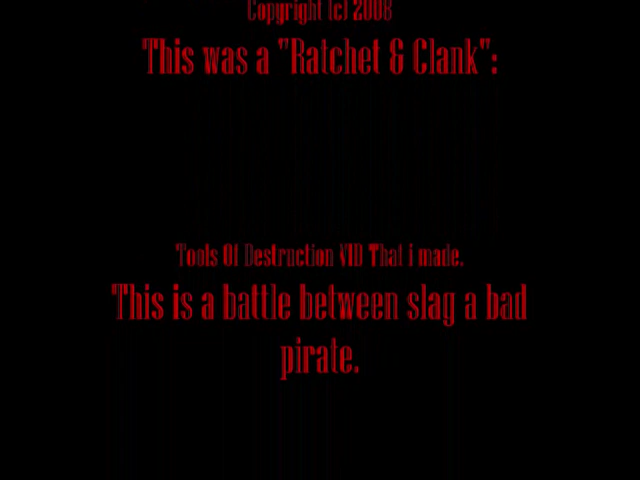 Copyright (c) 2008
This was a "Ratchet & Clank":
Tools Of Destruction VID That i made.
This is a battle between slag a bad
pirate.